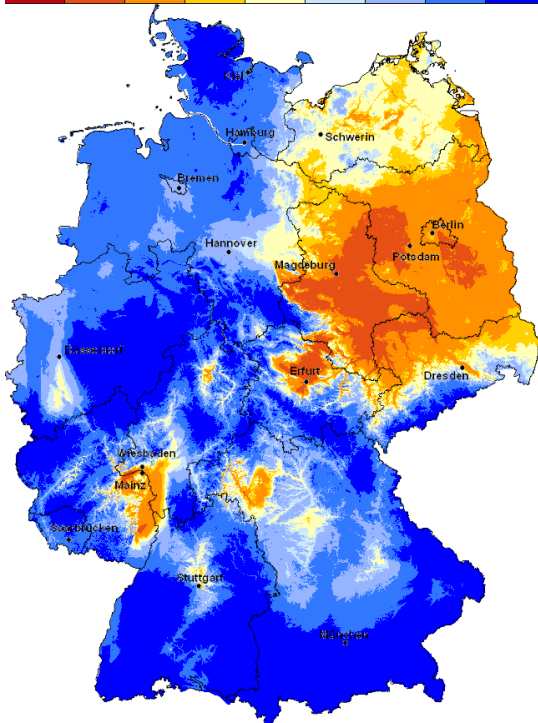 Kiel
Hamburg
Schwerin
Bremen
Berlin
Hannover
Potsdam
Magdeburg
Düsseldorf
Erfurt
Dresden
Wiesbaden
Mainz
Saarbrücken
Stuttgart
München